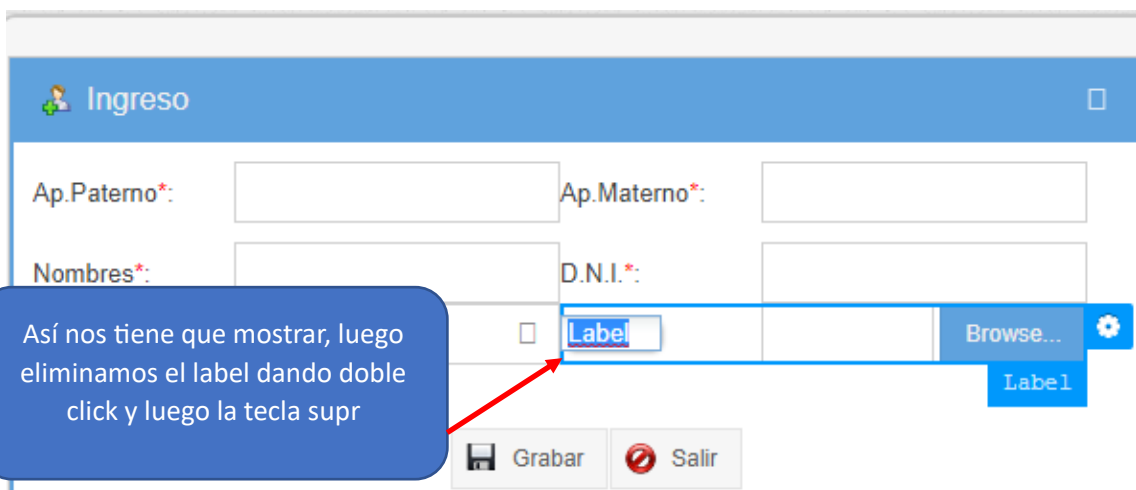 Ingreso
Ap.Paterno*: Ap.Materno*:
Nombres*: D.N.I.*:
Así nos tiene que mostrar, luego
eliminamos el label dando doble
click y luego la tecla supr
Label Browse...
Label
Grabar Salir